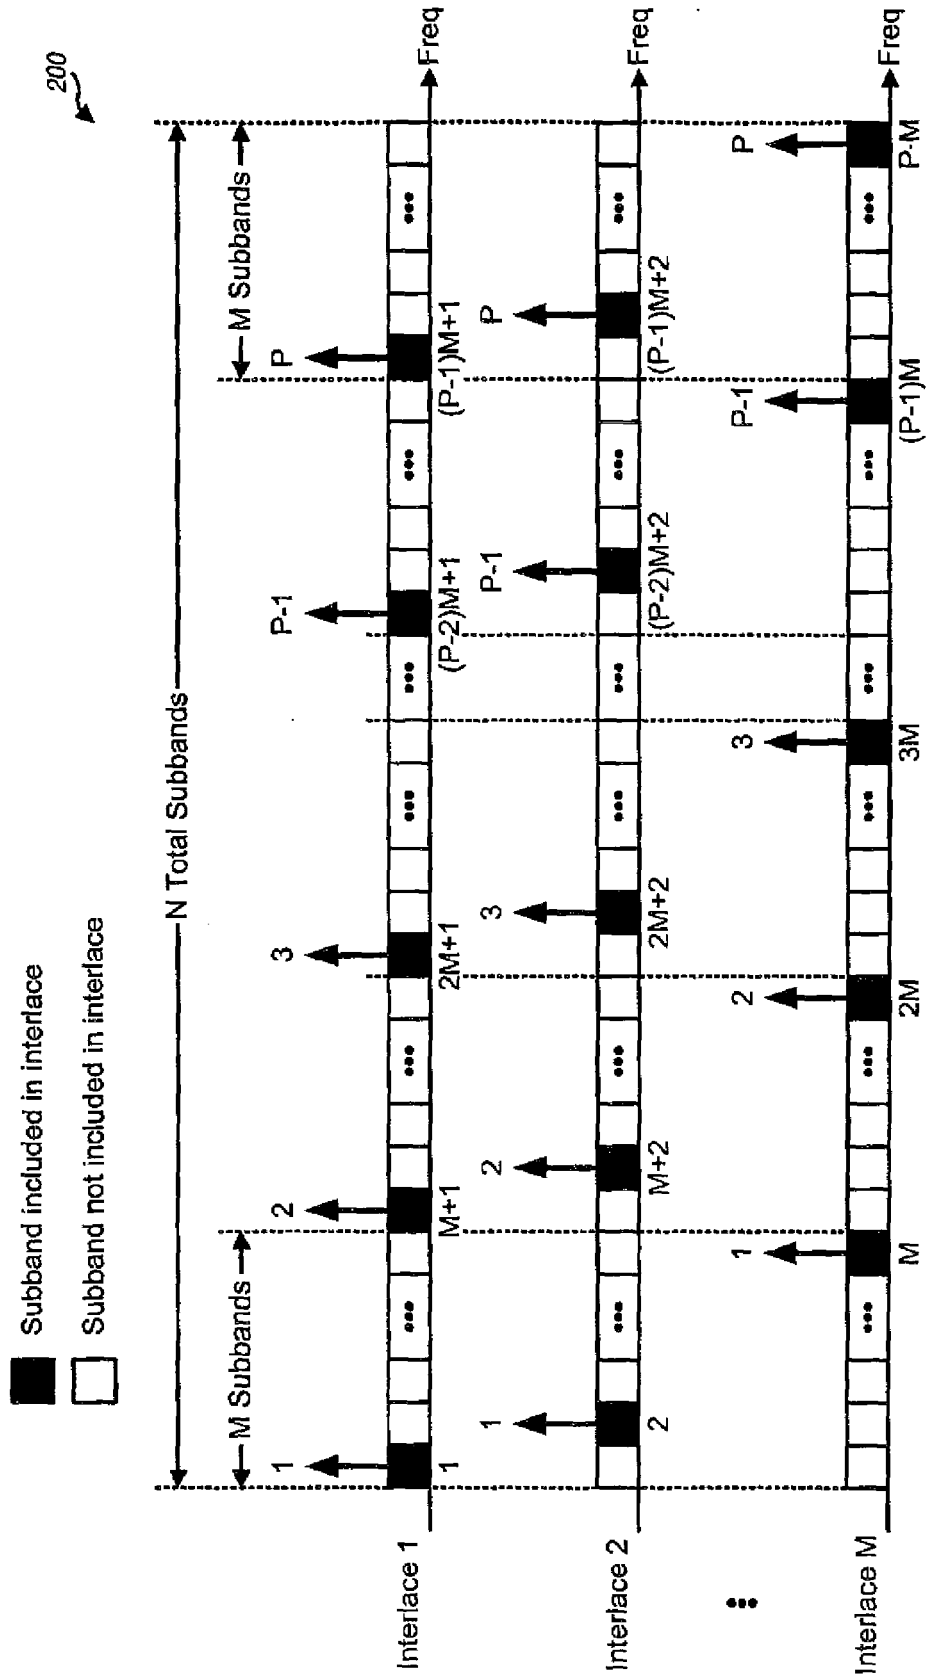 200
Subband included in interlace
Subband not included in interlace
N Total Subbands
M Subbands
M Subbands
1 2 3 P-1 P
Interlace 1 ••• ••• ••• ••• ••• ••• Freq
1 M+1 2M+1 (P-2)M+1 (P-1)M+1
1 2 3 P-1 P
Interlace 2 ••• ••• ••• ••• ••• ••• Freq
2 M+2 2M+2 (P-2)M+2 (P-1)M+2
•••
1 2 3 P-1 P
Interlace M ••• ••• ••• ••• ••• ••• Freq
M 2M 3M (P-1)M P·M